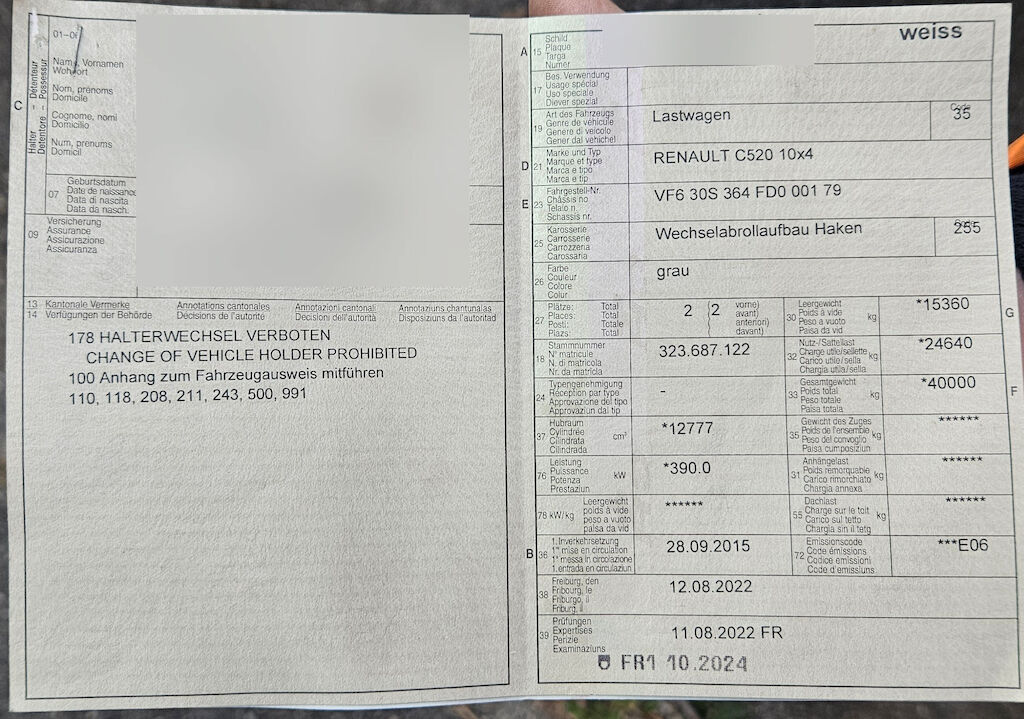 C
Halter – Détenteur
Detentore – Possessur
01-06
Name, Vornamen
Wohnort
Nom, prénoms
Domicile
Cognome, nomi
Domicilio
Num, prenums
Domicil
07
Geburtsdatum
Date de naissance
Data di nascita
Data da nasch.
09
Versicherung
Assurance
Assicurazione
Assicuranza
13 Kantonale Vermerke Annotations cantonales Annotazioni cantonali Annotaziuns chantunalas
14 Verfügungen der Behörde Décisions de l'autorité Decisioni dell'autorità Disposiziuns da l'autoritad
178 HALTERWECHSEL VERBOTEN
CHANGE OF VEHICLE HOLDER PROHIBITED
100 Anhang zum Fahrzeugausweis mitführen
110, 118, 208, 211, 243, 500, 991
A 15
Schild
Plaque
Targa
Numer
weiss
17
Bes. Verwendung
Usage spécial
Uso speciale
Diever spezial
19
Art des Fahrzeugs
Genre de véhicule
Genere di veicolo
Gener dal vehichel
Lastwagen
Code
35
D 21
Marke und Typ
Marque et type
Marca e tipo
Marca e tip
RENAULT C520 10x4
E 23
Fahrgestell-Nr.
Châssis no
Telaio n.
Schassis nr.
VF6 30S 364 FD0 001 79
25
Karosserie
Carrosserie
Carrozzeria
Carossaria
Wechselabrollaufbau Haken
Code
255
26
Farbe
Couleur
Colore
Colur
grau
27
Plätze: Total
Places: Total
Posti: Totale
Plazs: Total
2 2
vorne)
avant)
anteriori)
davant)
30
Leergewicht
Poids à vide
Peso a vuoto
Paisa da vid
kg
*15360
G
18
Stammnummer
N° matricule
N. di matricola
Nr. da matricla
323.687.122
32
Nutz-/Sattellast
Charge utile/sellette
Carico utile/sella
Chargia utila/sella
kg
*24640
24
Typengenehmigung
Réception par type
Approvazione del tipo
Approvaziun dal tip
-
33
Gesamtgewicht
Poids total
Peso totale
Paisa totala
kg
*40000
F
37
Hubraum
Cylindrée
Cilindrata
Cilindrada
cm³
*12777
35
Gewicht des Zuges
Poids de l'ensemble
Peso del convoglio
Paisa cumposiziun
kg
******
76
Leistung
Puissance
Potenza
Prestaziun
kW
*390.0
31
Anhängelast
Poids remorquable
Carico rimorchiato
Chargia annexa
kg
******
78 kW/kg
Leergewicht
poids à vide
peso a vuoto
paisa da vid
******
55
Dachlast
Charge sur le toit
Carico sul tetto
Chargia sin il tetg
kg
******
B 36
1. Inverkehrsetzung
1re mise en circulation
1a messa in circolazione
1. entrada en circulaziun
28.09.2015
72
Emissionscode
Code émissions
Codice emissioni
Code d'emissiuns
***E06
38
Freiburg, den
Fribourg, le
Friburgo, il
Friburg, il
12.08.2022
39
Prüfungen
Expertises
Perizie
Examinaziuns
11.08.2022 FR
FR1 10.2024